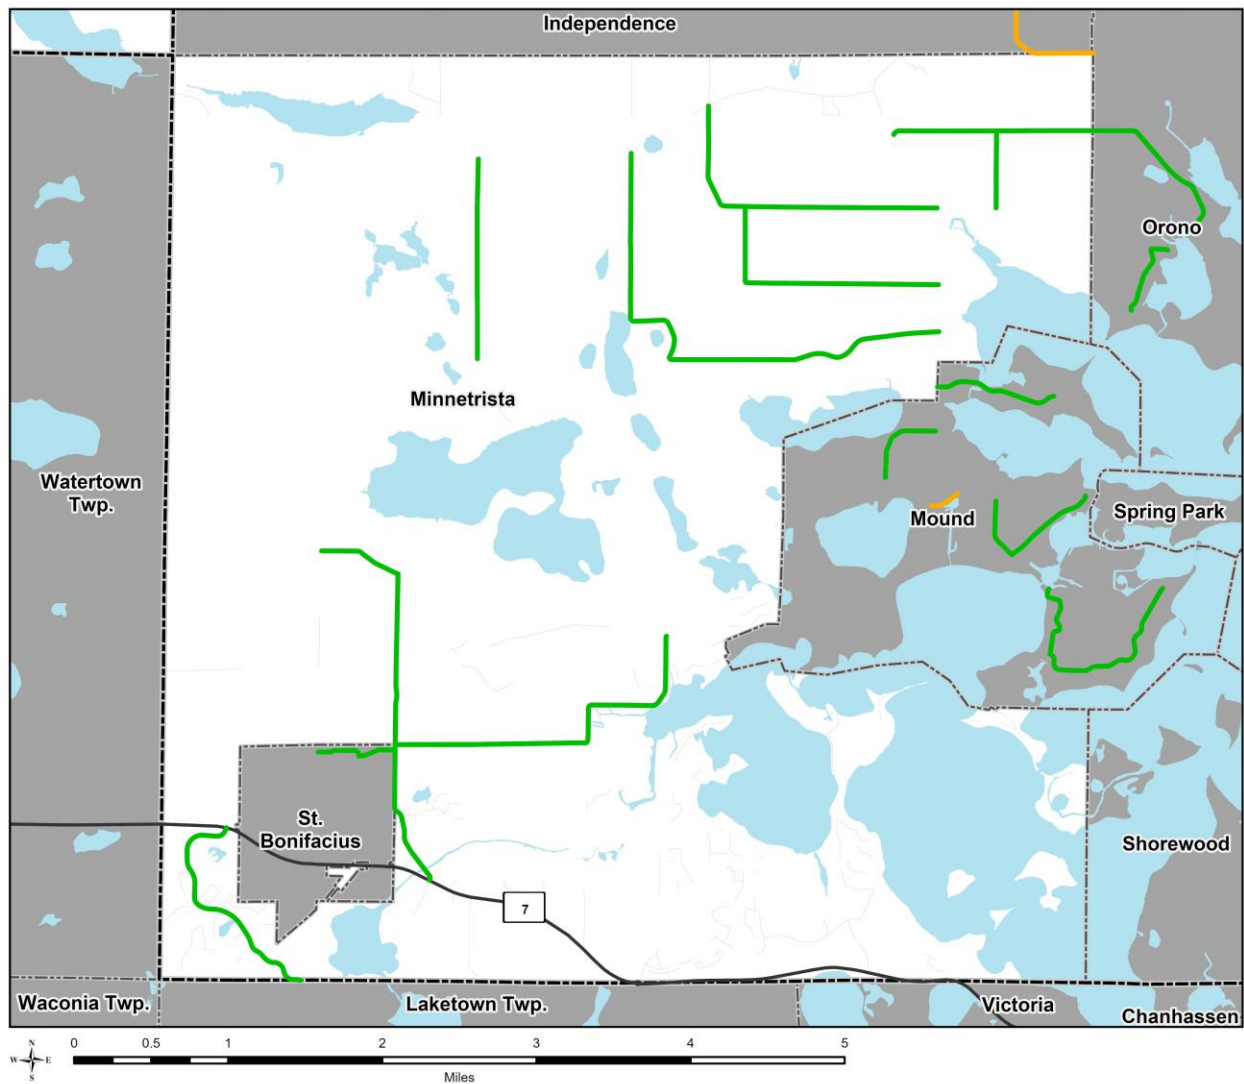 Independence
Orono
Minnetrista
Watertown
Twp.
Mound
Spring Park
St.
Bonifacius
Shorewood
7
Waconia Twp.
Laketown Twp.
Victoria
Chanhassen
N
W E
S
0 0.5 1 2 3 4 5
Miles